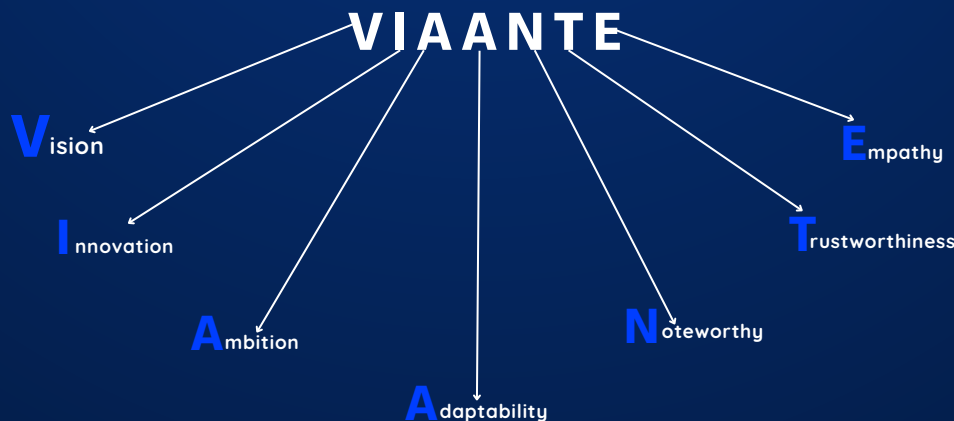 VIAANTE
Vision
Innovation
Ambition
Adaptability
Noteworthy
Trustworthiness
Empathy